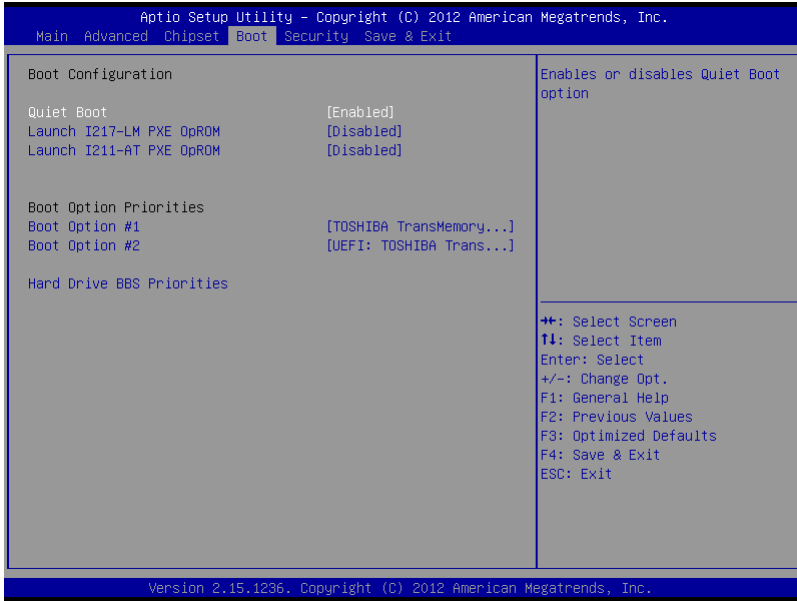 Aptio Setup Utility – Copyright (C) 2012 American Megatrends, Inc.
Main Advanced Chipset Boot Security Save & Exit
Boot Configuration
Quiet Boot [Enabled]
Launch I217-LM PXE OpROM [Disabled]
Launch I211-AT PXE OpROM [Disabled]
Boot Option Priorities
Boot Option #1 [TOSHIBA TransMemory...]
Boot Option #2 [UEFI: TOSHIBA Trans...]
Hard Drive BBS Priorities
Enables or disables Quiet Boot
option
→←: Select Screen
↑↓: Select Item
Enter: Select
+/-: Change Opt.
F1: General Help
F2: Previous Values
F3: Optimized Defaults
F4: Save & Exit
ESC: Exit
Version 2.15.1236. Copyright (C) 2012 American Megatrends, Inc.